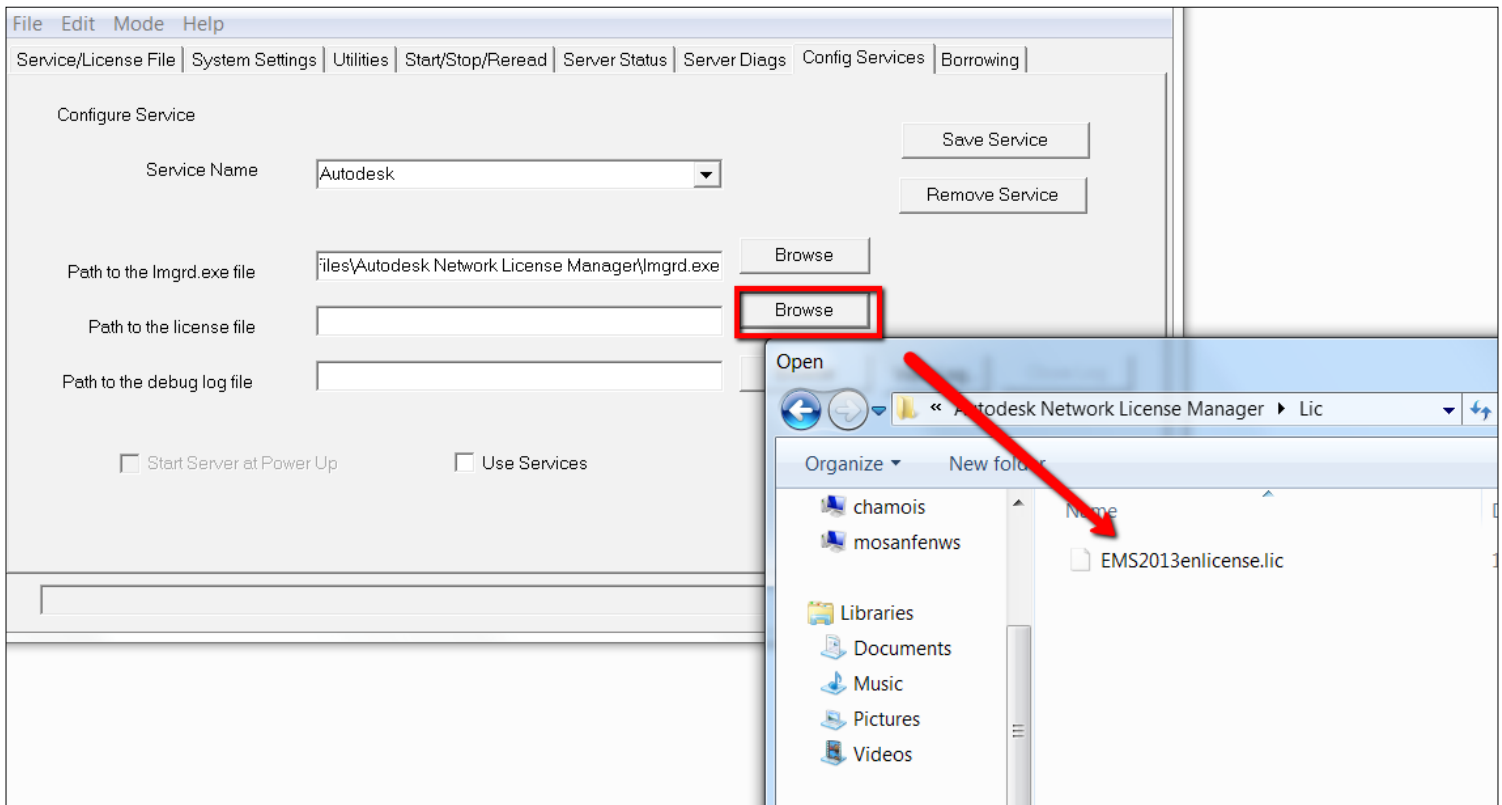 File Edit Mode Help
Service/License File System Settings Utilities Start/Stop/Reread Server Status Server Diags Config Services Borrowing
Configure Service
Save Service
Service Name Autodesk
Remove Service
Path to the lmgrd.exe file Files\Autodesk Network License Manager\lmgrd.exe Browse
Path to the license file Browse
Path to the debug log file
Start Server at Power Up Use Services
Open
« Autodesk Network License Manager Lic
Organize New folder
chamois
Name
mosanfenws
EMS2013enlicense.lic
Libraries
Documents
Music
Pictures
Videos